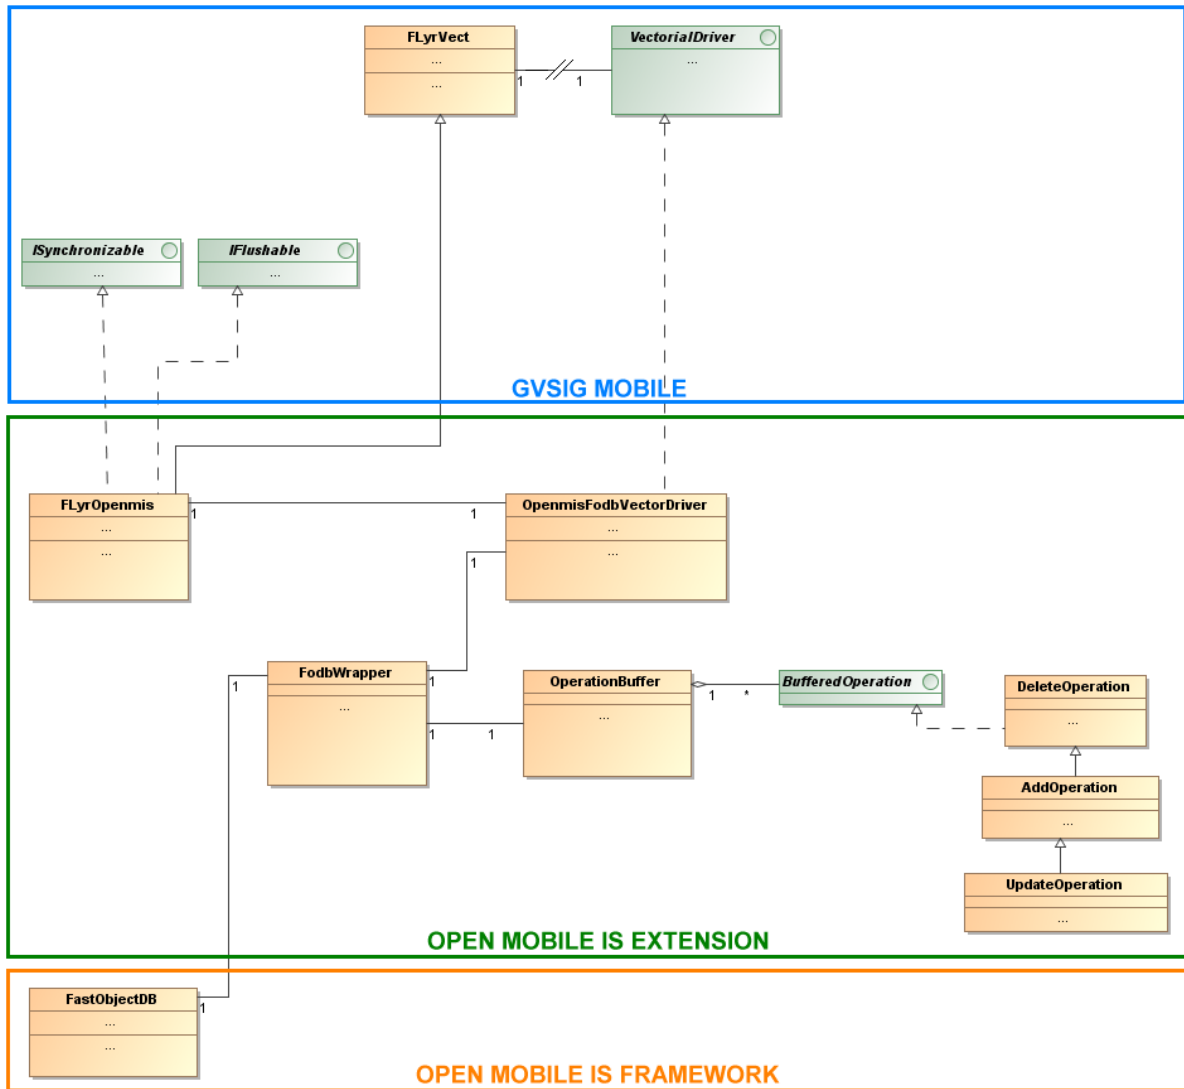 FLyrVect
...
...
VectorialDriver
...
1
1
ISynchronizable
...
IFlushable
...
GVSIG MOBILE
FLyrOpenmis
...
...
1
1
OpenmisFodbVectorDriver
...
...
1
FodbWrapper
...
1
1
1
1
OperationBuffer
...
1
*
BufferedOperation
DeleteOperation
...
AddOperation
...
UpdateOperation
...
OPEN MOBILE IS EXTENSION
FastObjectDB
...
...
1
OPEN MOBILE IS FRAMEWORK